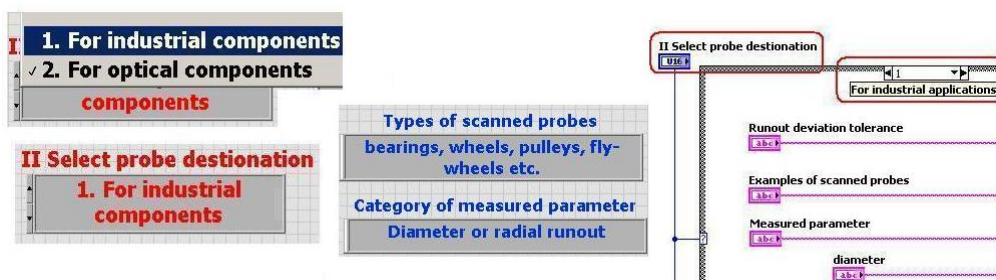 1. For industrial components
✓ 2. For optical components
components
II Select probe destionation
1. For industrial
components
Types of scanned probes
bearings, wheels, pulleys, fly-
wheels etc.
Category of measured parameter
Diameter or radial runout
II Select probe destionation
U16
1
For industrial applications
Runout deviation tolerance
abc
Examples of scanned probes
abc
Measured parameter
abc
?
diameter
abc